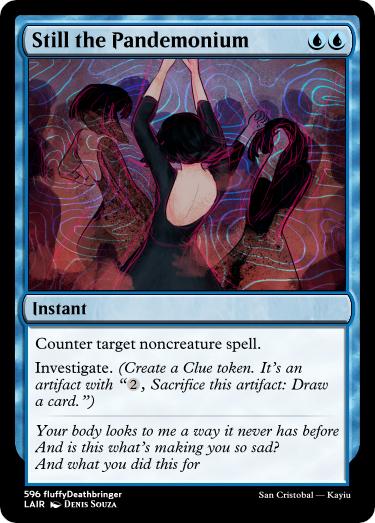 Still the Pandemonium
Instant
Counter target noncreature spell.
Investigate. (Create a Clue token. It's an
artifact with “2, Sacrifice this artifact: Draw
a card.”)
Your body looks to me a way it never has before
And is this what's making you so sad?
And what you did this for
596 fluffyDeathbringer
San Cristobal — Kayiu
LAIR Denis Souza